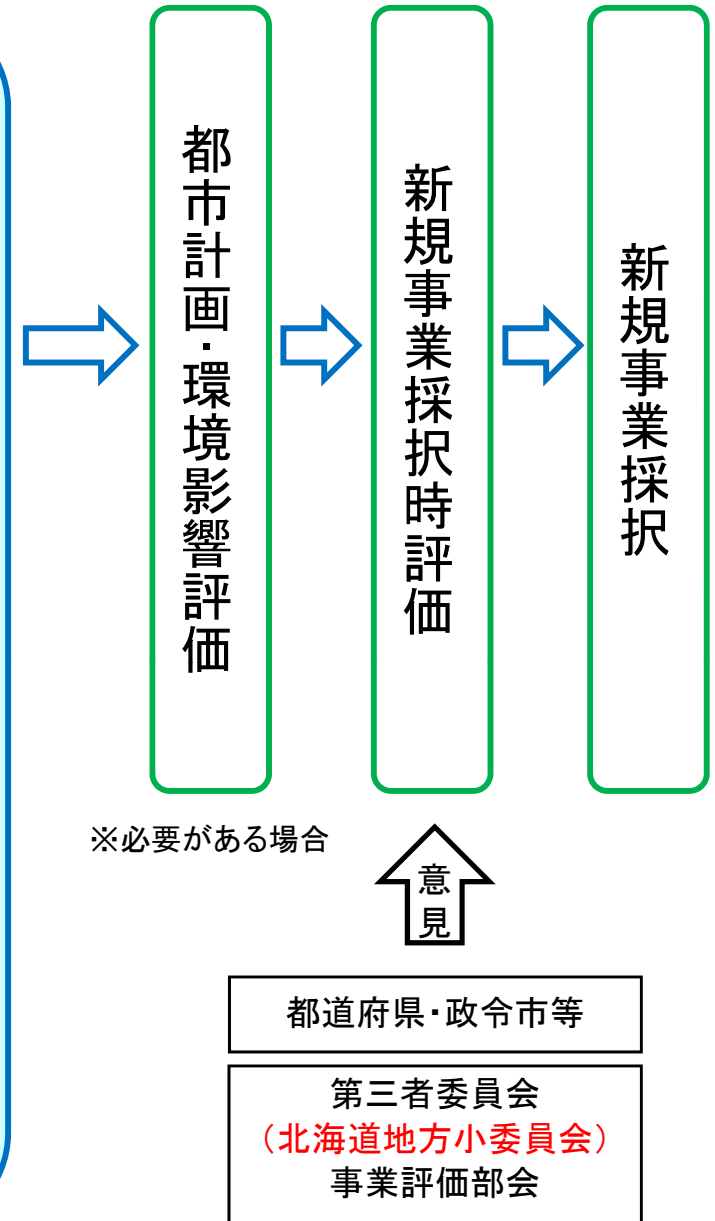 都市計画・環境影響評価
新規事業採択時評価
新規事業採択
※必要がある場合
意見
都道府県・政令市等
第三者委員会
（北海道地方小委員会）
事業評価部会